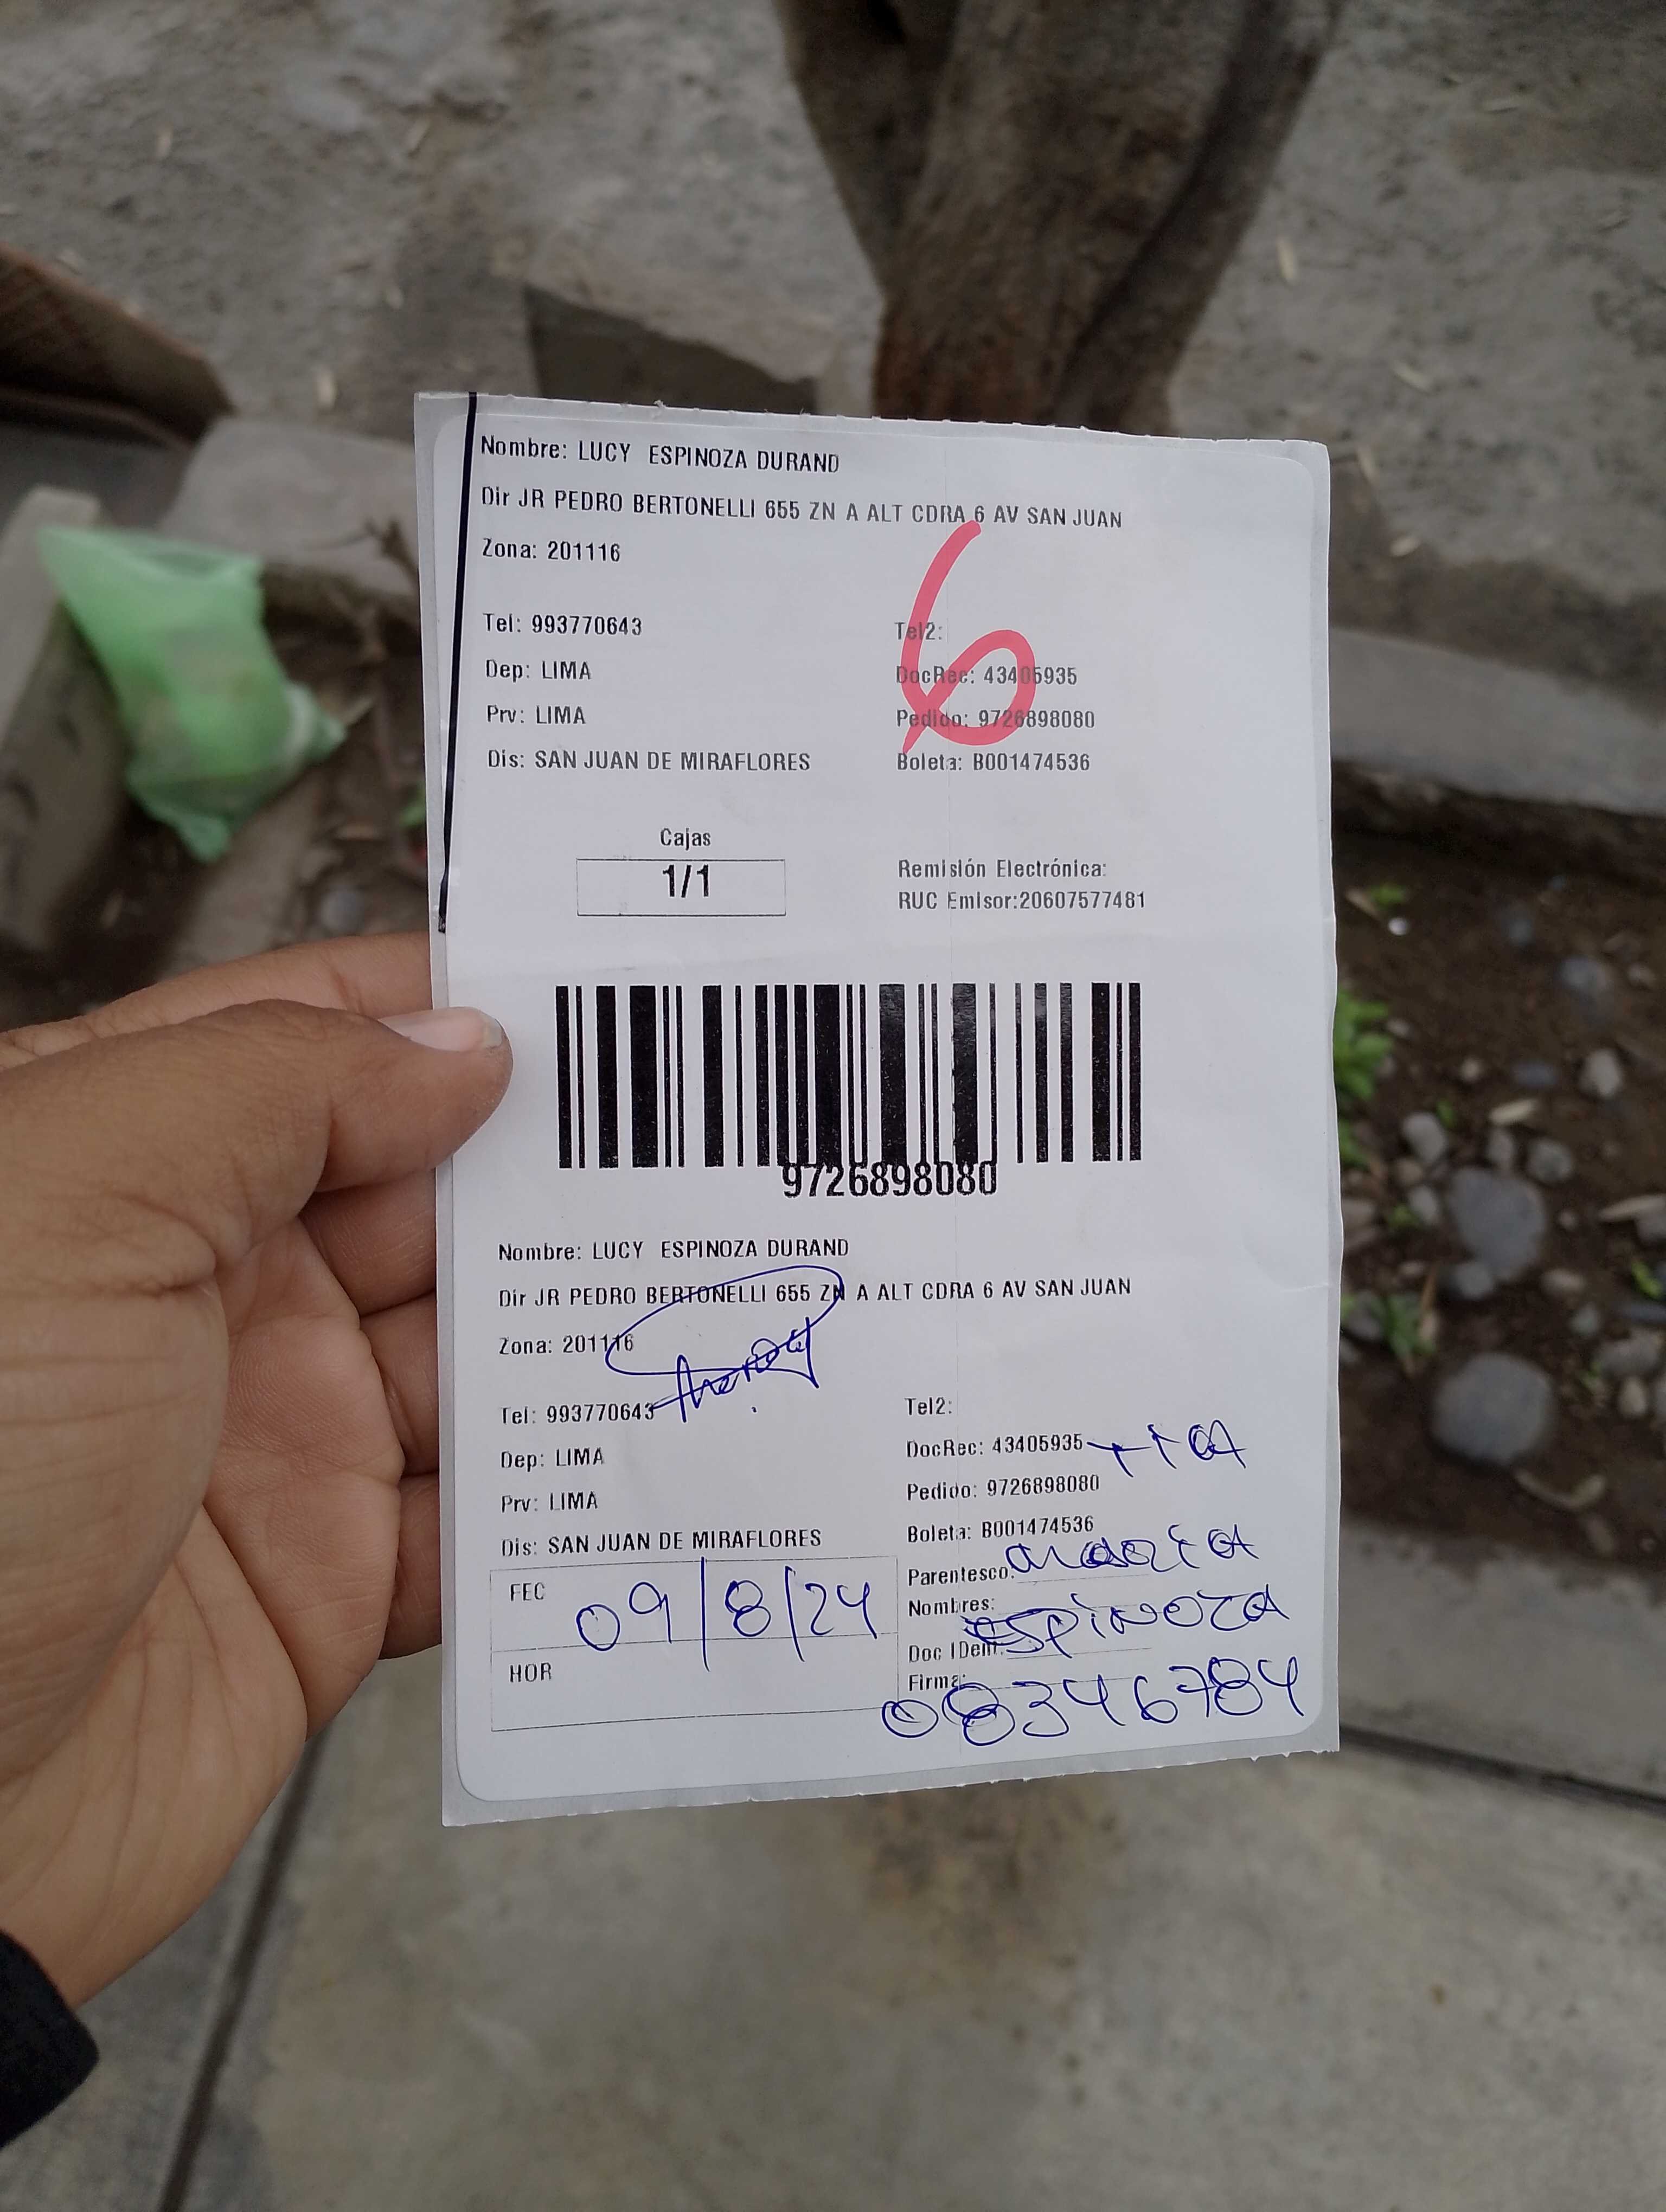 Nombre: LUCY ESPINOZA DURAND
Dir JR PEDRO BERTONELLI 655 ZN A ALT CDRA 6 AV SAN JUAN
Zona: 201116
6
Tel: 993770643 Tel2:
Dep: LIMA DocRec: 43405935
Prv: LIMA Pedido: 9726898080
Dis: SAN JUAN DE MIRAFLORES Boleta: B001474536
Cajas
1/1
Remisión Electrónica:
RUC Emisor:20607577481
9726898080
Nombre: LUCY ESPINOZA DURAND
Dir JR PEDRO BERTONELLI 655 ZN A ALT CDRA 6 AV SAN JUAN
Zona: 201116
Tel: 993770643 Tel2:
Dep: LIMA DocRec: 43405935 tia
Prv: LIMA Pedido: 9726898080
Dis: SAN JUAN DE MIRAFLORES Boleta: B001474536
FEC 09/8/24
HOR
Parentesco: maria
Nombres: espinoza
Doc IDent:
Firma: 08346784